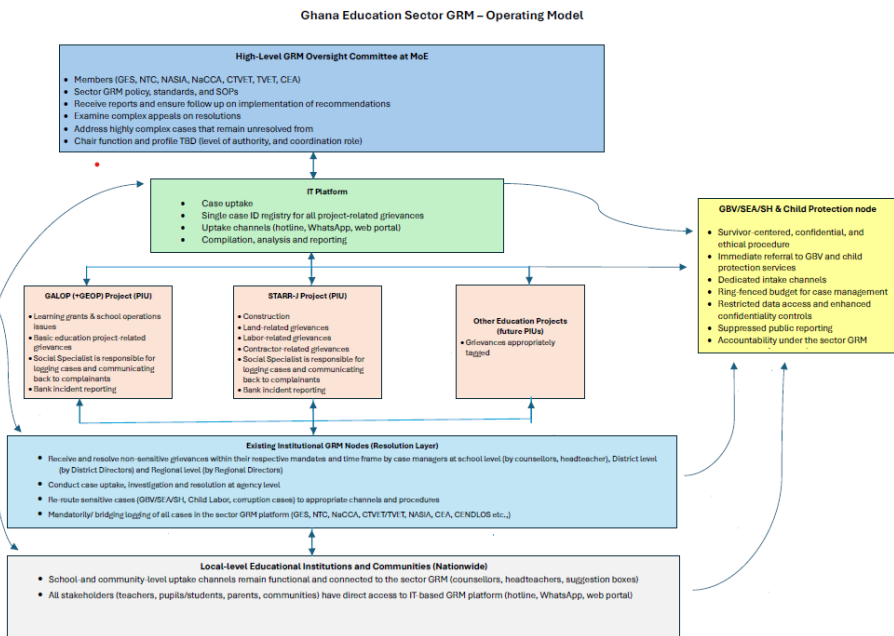 Ghana Education Sector GRM – Operating Model
High-Level GRM Oversight Committee at MoE
• Members (GES, NTC, NASIA, NaCCA, CTVET, TVET, CEA)
• Sector GRM policy, standards, and SOPs
• Receive reports and ensure follow up on implementation of recommendations
• Examine complex appeals on resolutions
• Address highly complex cases that remain unresolved from
• Chair function and profile TBD (level of authority, and coordination role)
IT Platform
• Case uptake
• Single case ID registry for all project-related grievances
• Uptake channels (hotline, WhatsApp, web portal)
• Compilation, analysis and reporting
GBV/SEA/SH & Child Protection node
• Survivor-centered, confidential, and
ethical procedure
• Immediate referral to GBV and child
protection services
• Dedicated intake channels
• Ring-fenced budget for case management
• Restricted data access and enhanced
confidentiality controls
• Suppressed public reporting
• Accountability under the sector GRM
GALOP (+GEOP) Project (PIU)
• Learning grants & school operations
issues
• Basic education project-related
grievances
• Social Specialist is responsible for
logging cases and communicating
back to complainants
• Bank incident reporting
STARR-J Project (PIU)
• Construction
• Land-related grievances
• Labor-related grievances
• Contractor-related grievances
• Social Specialist is responsible for
logging cases and communicating
back to complainants
• Bank incident reporting
Other Education Projects
(future PIUs)
• Grievances appropriately
tagged
Existing Institutional GRM Nodes (Resolution Layer)
• Receive and resolve non-sensitive grievances within their respective mandates and time frame by case managers at school level (by counsellors, headteacher), District level
(by District Directors) and Regional level (by Regional Directors)
• Conduct case uptake, investigation and resolution at agency level
• Re-route sensitive cases (GBV/SEA/SH, Child Labor, corruption cases) to appropriate channels and procedures
• Mandatorily/ bridging logging of all cases in the sector GRM platform (GES, NTC, NaCCA, CTVET/TVET, NASIA, CEA, CENDLOS etc.,)
Local-level Educational Institutions and Communities (Nationwide)
• School-and community-level uptake channels remain functional and connected to the sector GRM (counsellors, headteachers, suggestion boxes)
• All stakeholders (teachers, pupils/students, parents, communities) have direct access to IT-based GRM platform (hotline, WhatsApp, web portal)